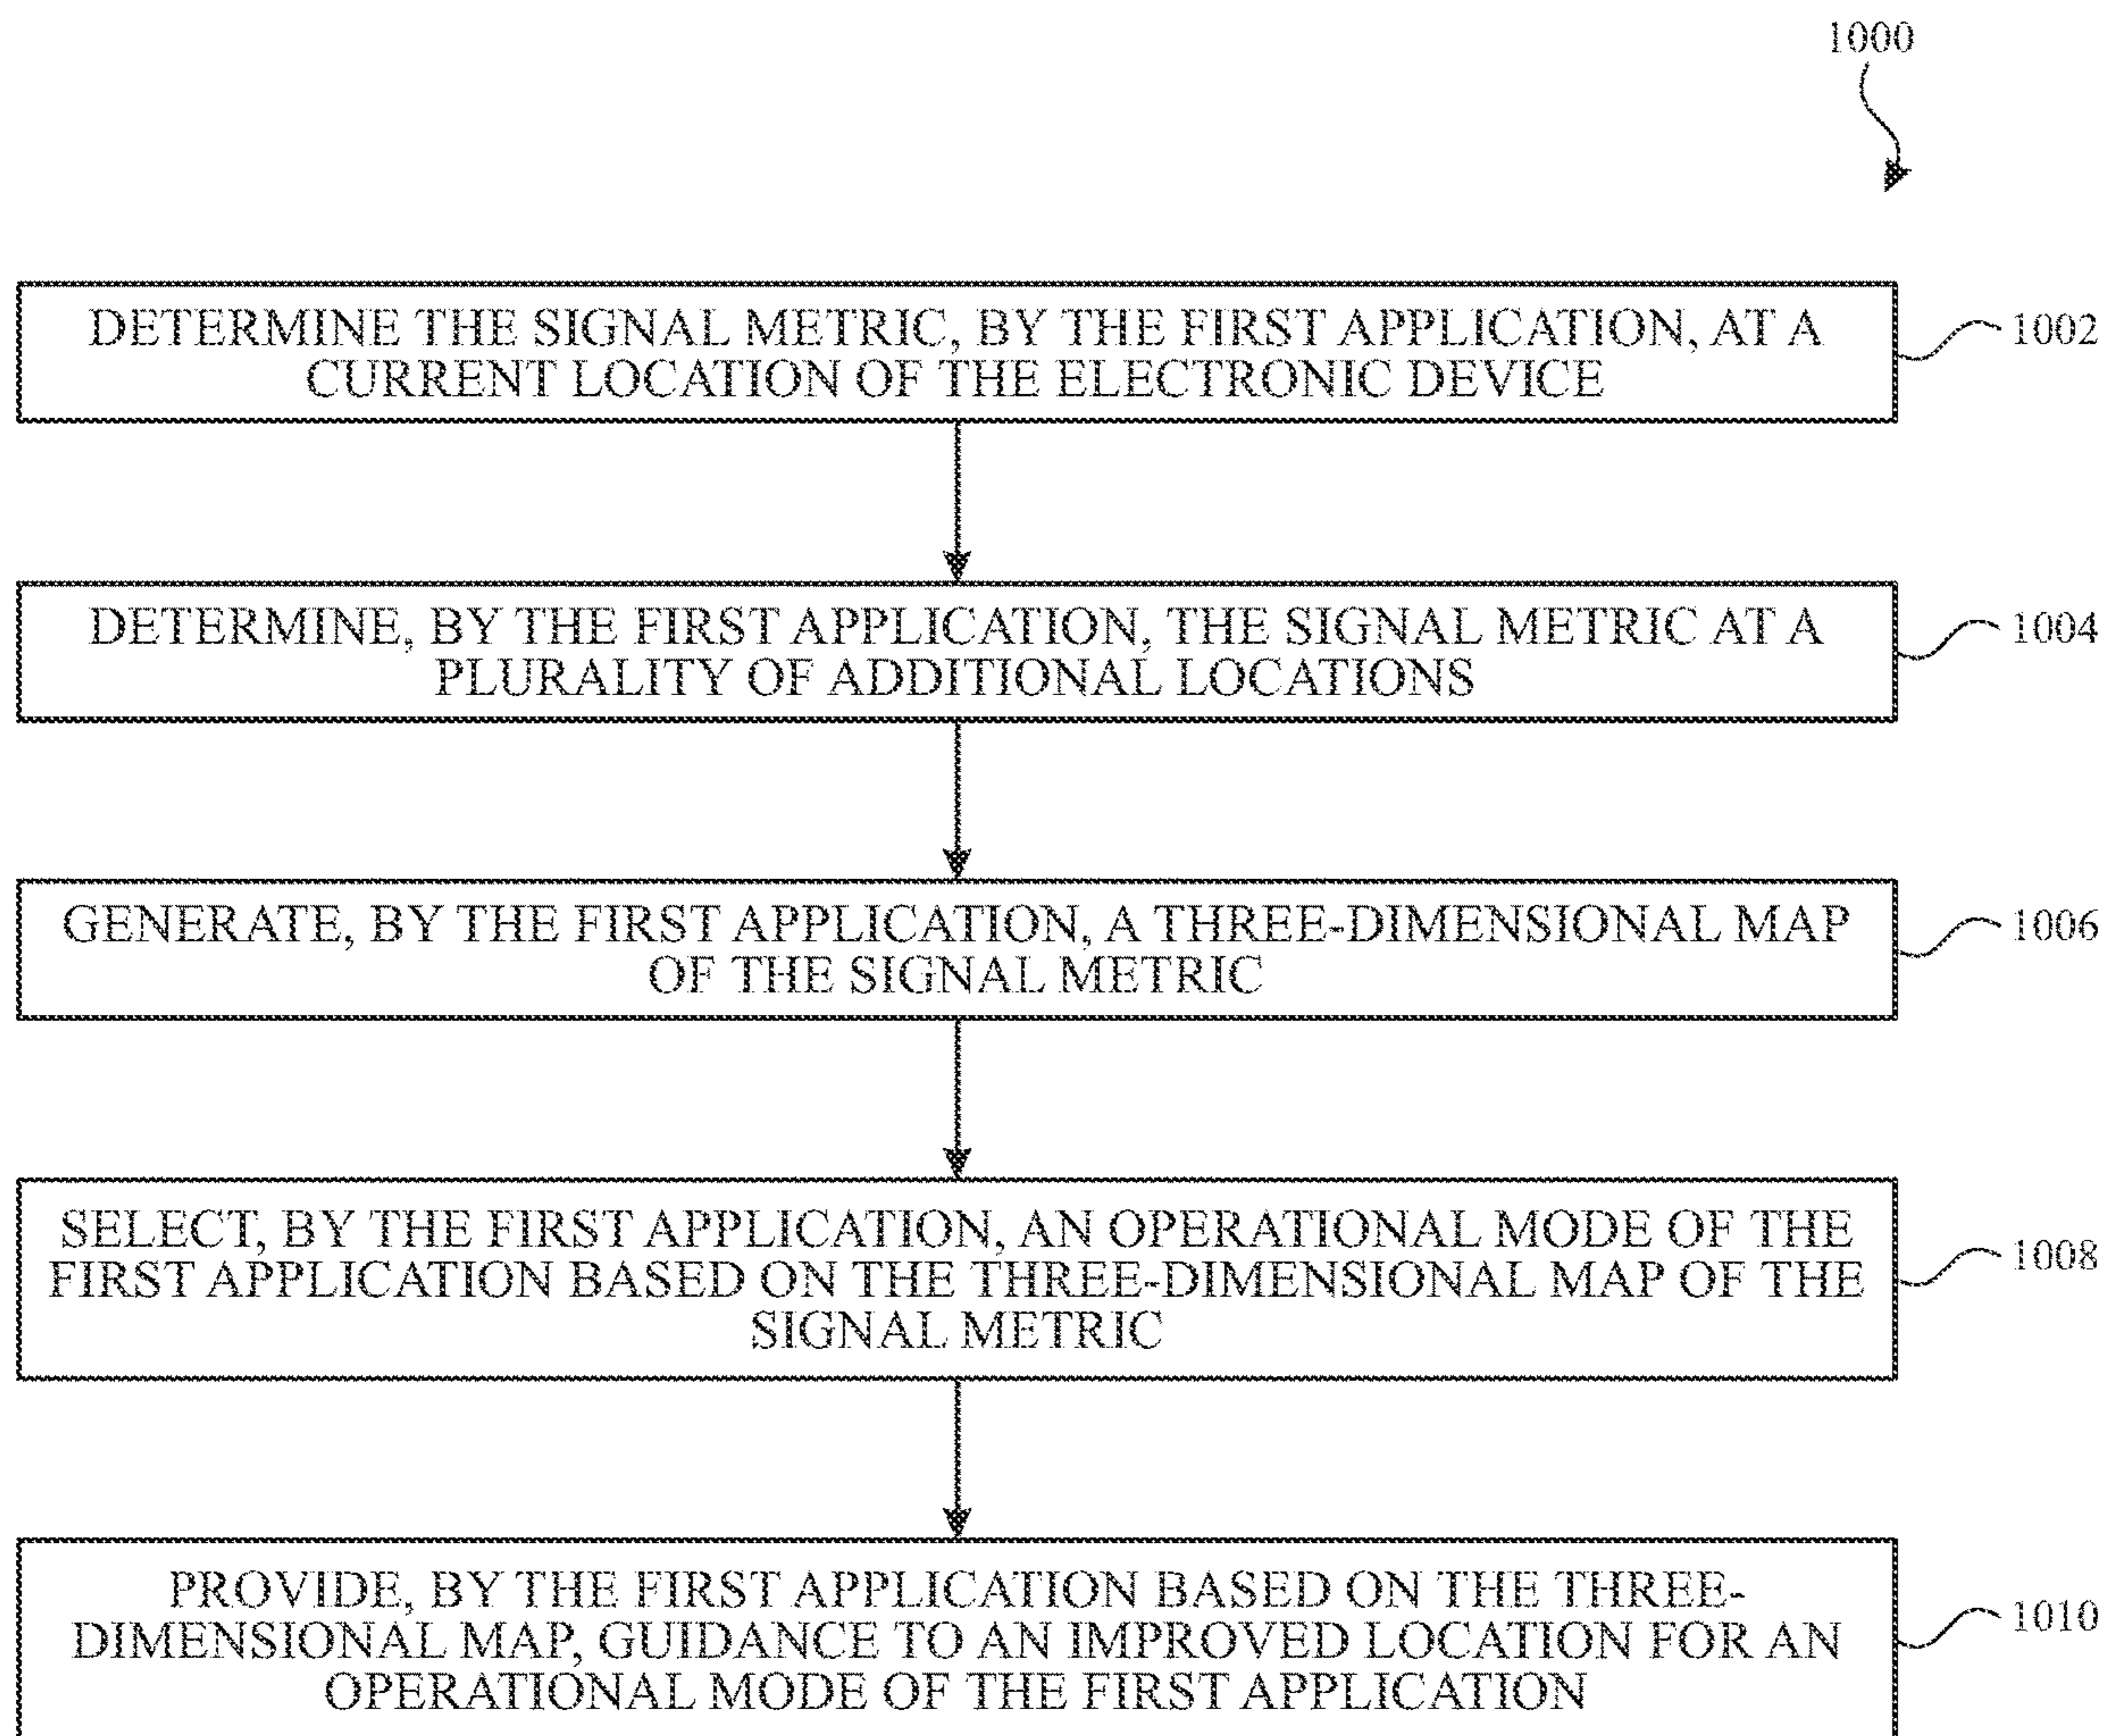 1000
DETERMINE THE SIGNAL METRIC, BY THE FIRST APPLICATION, AT A
CURRENT LOCATION OF THE ELECTRONIC DEVICE
1002
DETERMINE, BY THE FIRST APPLICATION, THE SIGNAL METRIC AT A
PLURALITY OF ADDITIONAL LOCATIONS
1004
GENERATE, BY THE FIRST APPLICATION, A THREE-DIMENSIONAL MAP
OF THE SIGNAL METRIC
1006
SELECT, BY THE FIRST APPLICATION, AN OPERATIONAL MODE OF THE
FIRST APPLICATION BASED ON THE THREE-DIMENSIONAL MAP OF THE
SIGNAL METRIC
1008
PROVIDE, BY THE FIRST APPLICATION BASED ON THE THREE-
DIMENSIONAL MAP, GUIDANCE TO AN IMPROVED LOCATION FOR AN
OPERATIONAL MODE OF THE FIRST APPLICATION
1010